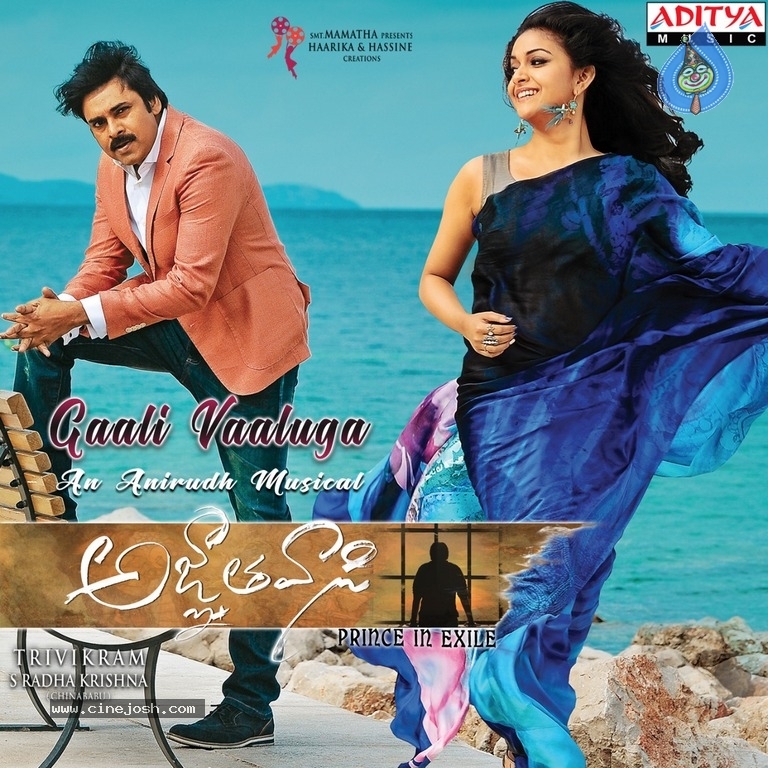 SMT. MAMATHA PRESENTS
HAARIKA & HASSINE
CREATIONS
ADITYA
MUSIC
Gaali Vaaluga
An Anirudh Musical
అజ్ఞాతవాసి
PRINCE IN EXILE
TRIVIKRAM
S RADHA KRISHNA
(CHINABABU)
www.cinejosh.com